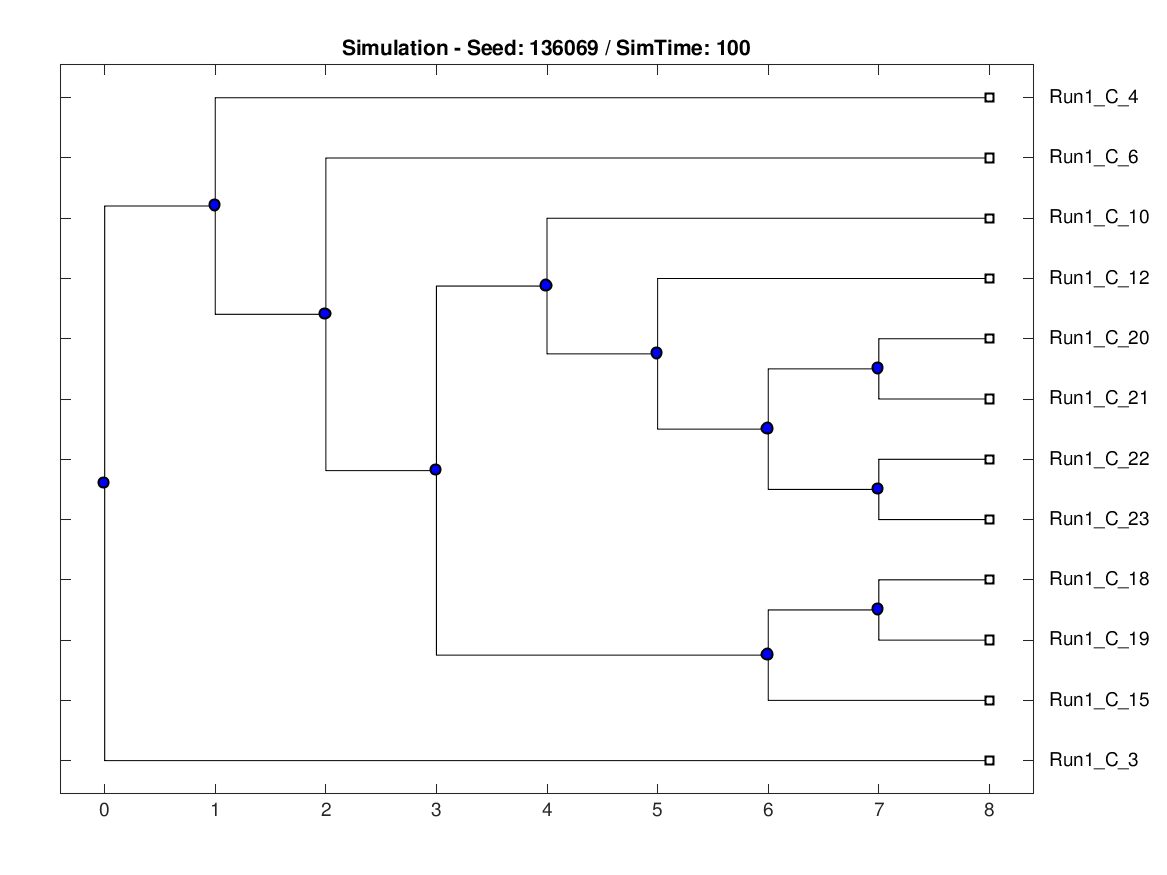 Simulation - Seed: 136069 / SimTime: 100
Run1_C_4
Run1_C_6
Run1_C_10
Run1_C_12
Run1_C_20
Run1_C_21
Run1_C_22
Run1_C_23
Run1_C_18
Run1_C_19
Run1_C_15
Run1_C_3
0 1 2 3 4 5 6 7 8